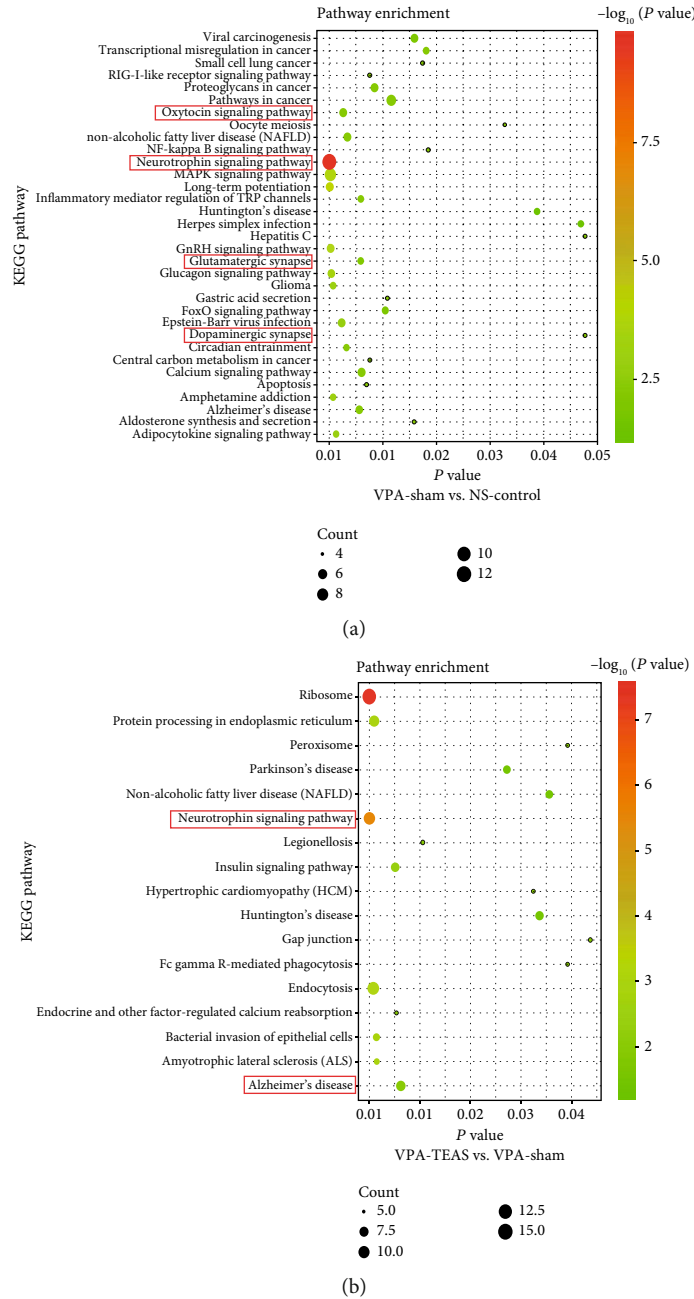 Pathway enrichment
–log10 (P value)
Viral carcinogenesis
Transcriptional misregulation in cancer
Small cell lung cancer
RIG-I-like receptor signaling pathway
Proteoglycans in cancer
Pathways in cancer
Oxytocin signaling pathway
Oocyte meiosis
non-alcoholic fatty liver disease (NAFLD)
NF-kappa B signaling pathway
Neurotrophin signaling pathway
MAPK signaling pathway
Long-term potentiation
Inflammatory mediator regulation of TRP channels
Huntington's disease
Herpes simplex infection
Hepatitis C
GnRH signaling pathway
Glutamatergic synapse
Glucagon signaling pathway
Glioma
Gastric acid secretion
FoxO signaling pathway
Epstein-Barr virus infection
Dopaminergic synapse
Circadian entrainment
Central carbon metabolism in cancer
Calcium signaling pathway
Apoptosis
Amphetamine addiction
Alzheimer's disease
Aldosterone synthesis and secretion
Adipocytokine signaling pathway
KEGG pathway
7.5
5.0
2.5
0.01 0.01 0.03 0.03 0.04 0.05
P value
VPA-sham vs. NS-control
Count
4 10
6 12
8
(a)
Pathway enrichment
–log10 (P value)
Ribosome
Protein processing in endoplasmic reticulum
Peroxisome
Parkinson's disease
Non-alcoholic fatty liver disease (NAFLD)
Neurotrophin signaling pathway
Legionellosis
Insulin signaling pathway
Hypertrophic cardiomyopathy (HCM)
Huntington's disease
Gap junction
Fc gamma R-mediated phagocytosis
Endocytosis
Endocrine and other factor-regulated calcium reabsorption
Bacterial invasion of epithelial cells
Amyotrophic lateral sclerosis (ALS)
Alzheimer's disease
KEGG pathway
7
6
5
4
3
2
0.01 0.01 0.03 0.03 0.04
P value
VPA-TEAS vs. VPA-sham
Count
5.0 12.5
7.5 15.0
10.0
(b)